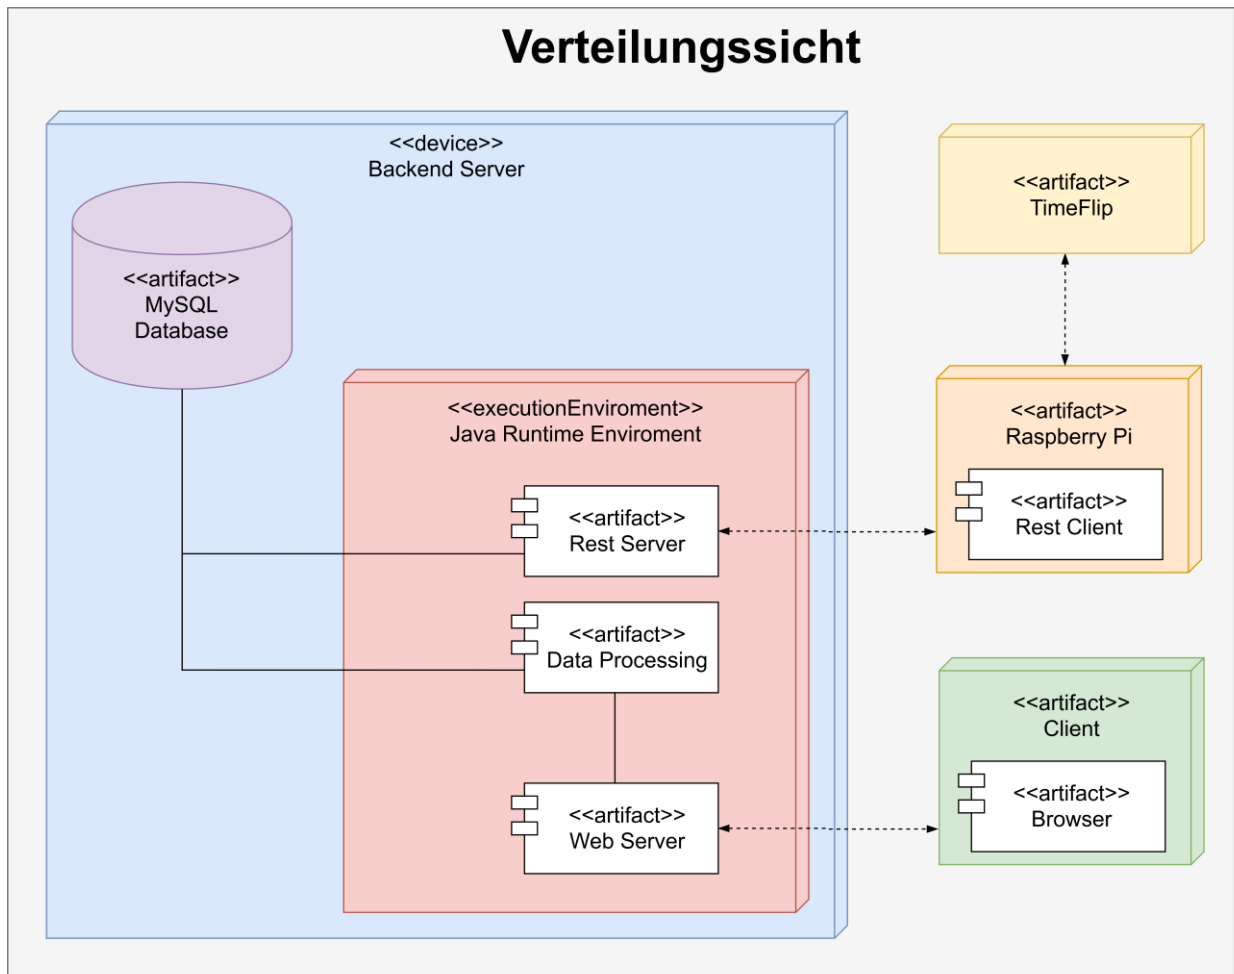 Verteilungssicht
<<device>>
Backend Server
<<artifact>>
MySQL
Database
<<executionEnviroment>>
Java Runtime Enviroment
<<artifact>>
Rest Server
<<artifact>>
Data Processing
<<artifact>>
Web Server
<<artifact>>
TimeFlip
<<artifact>>
Raspberry Pi
<<artifact>>
Rest Client
<<artifact>>
Client
<<artifact>>
Browser